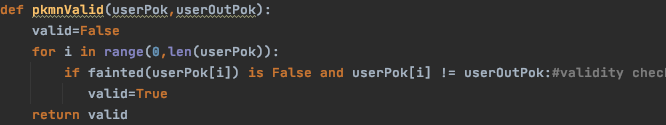 def pkmnValid(userPok,userOutPok):
    valid=False
    for i in range(0,len(userPok)):
        if fainted(userPok[i]) is False and userPok[i] != userOutPok:#validity chec
            valid=True
    return valid